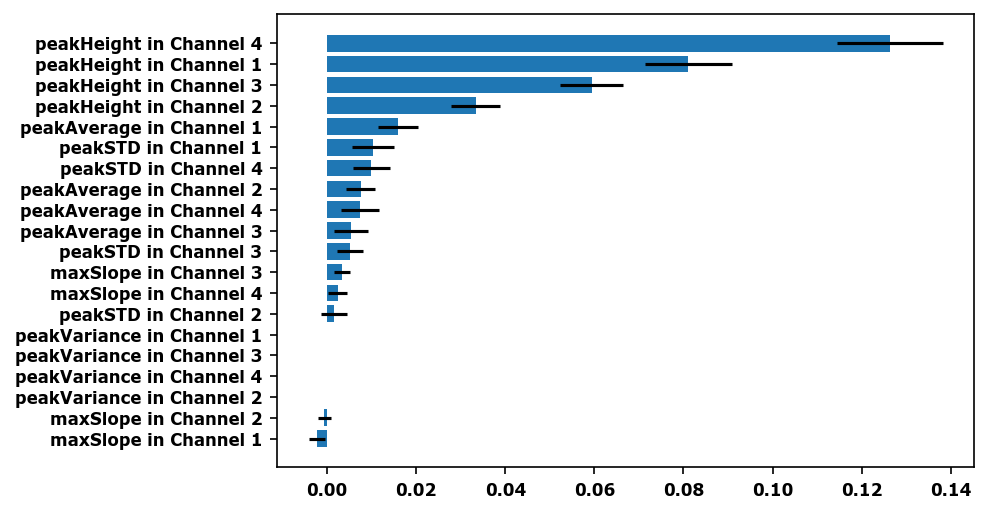 peakHeight in Channel 4
peakHeight in Channel 1
peakHeight in Channel 3
peakHeight in Channel 2
peakAverage in Channel 1
peakSTD in Channel 1
peakSTD in Channel 4
peakAverage in Channel 2
peakAverage in Channel 4
peakAverage in Channel 3
peakSTD in Channel 3
maxSlope in Channel 3
maxSlope in Channel 4
peakSTD in Channel 2
peakVariance in Channel 1
peakVariance in Channel 3
peakVariance in Channel 4
peakVariance in Channel 2
maxSlope in Channel 2
maxSlope in Channel 1
0.00 0.02 0.04 0.06 0.08 0.10 0.12 0.14